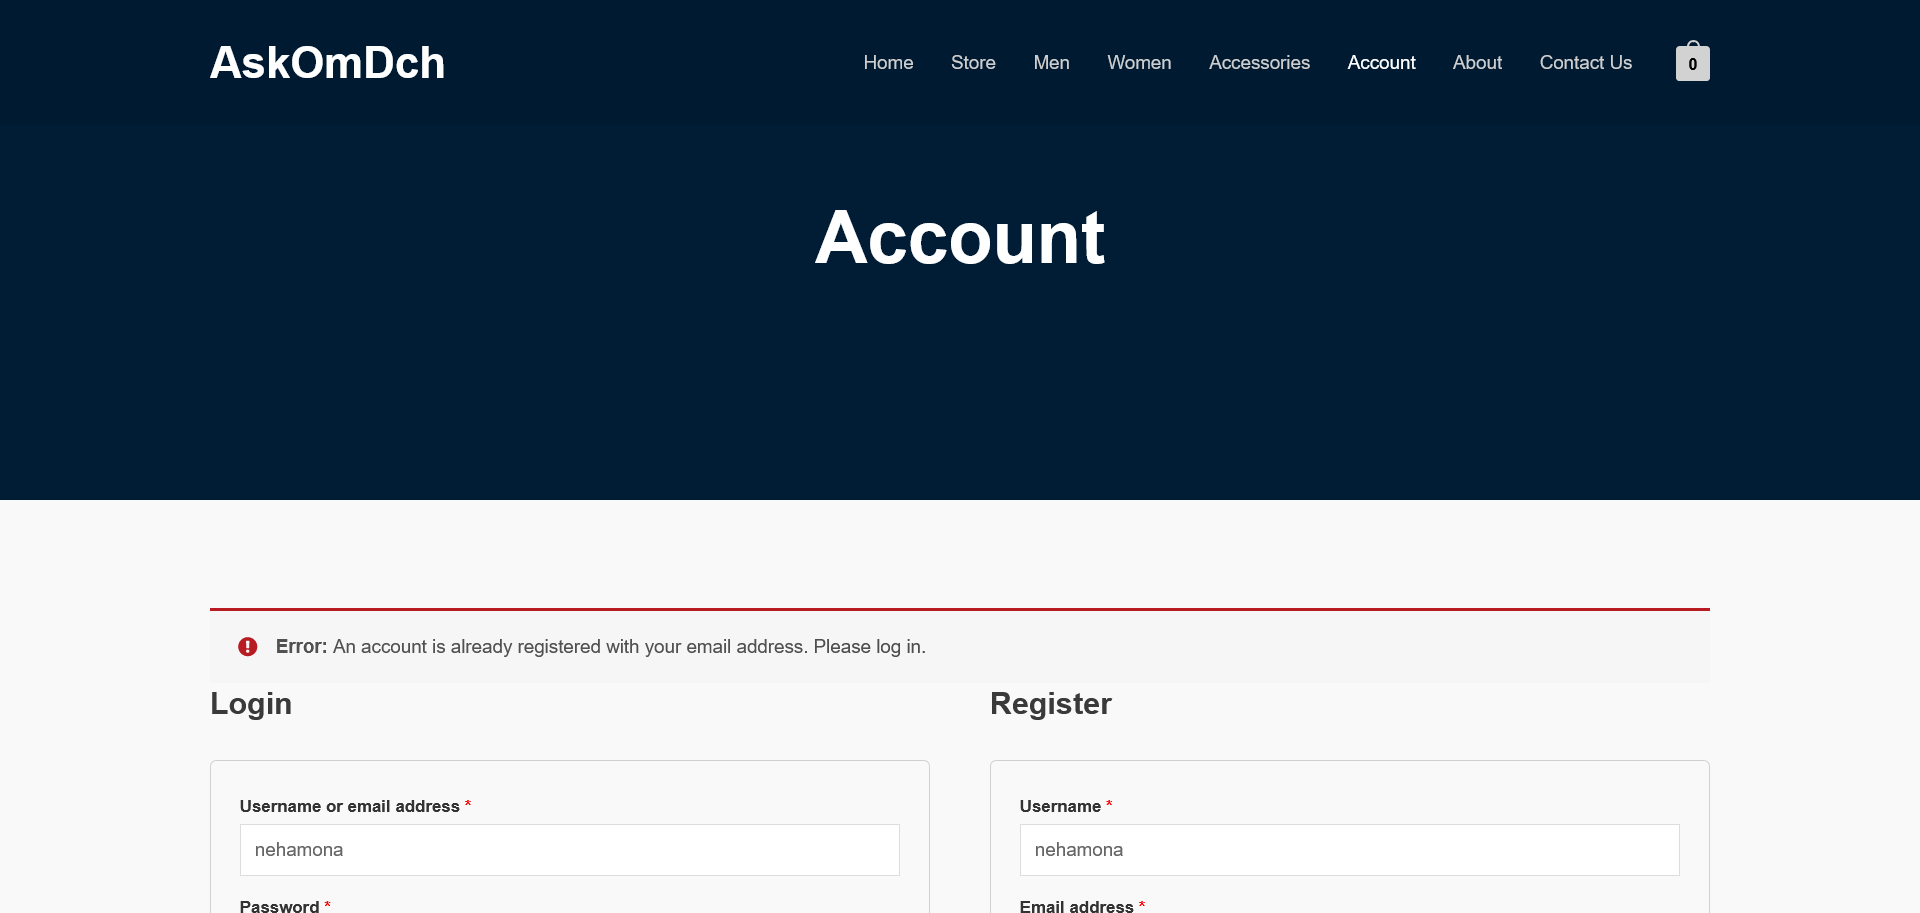 AskOmDch
Home Store Men Women Accessories Account About Contact Us 0
Account
Error: An account is already registered with your email address. Please log in.
Login
Register
Username or email address *
nehamona
Password *
Username *
nehamona
Email address *